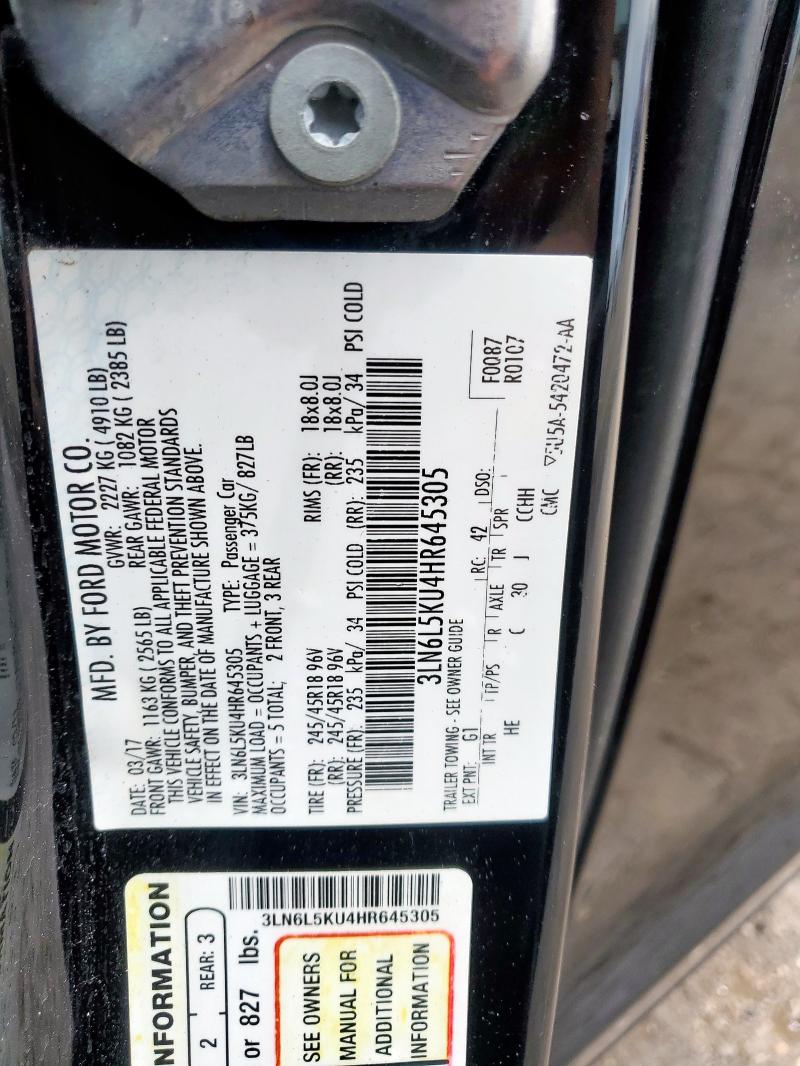 MFD. BY FORD MOTOR CO.
DATE: 03/17 GVWR: 2227 KG ( 4910 LB)
FRONT GAWR: 1163 KG ( 2565 LB) REAR GAWR: 1082 KG ( 2385 LB)
THIS VEHICLE CONFORMS TO ALL APPLICABLE FEDERAL MOTOR
VEHICLE SAFETY, BUMPER, AND THEFT PREVENTION STANDARDS
IN EFFECT ON THE DATE OF MANUFACTURE SHOWN ABOVE.
VIN: 3LN6L5KU4HR645305 TYPE: Passenger Car
MAXIMUM LOAD = OCCUPANTS + LUGGAGE = 375KG/ 827LB
OCCUPANTS = 5 TOTAL; 2 FRONT, 3 REAR
TIRE (FR): 245/45R18 96V RIMS (FR): 18x8.0J
(RR): 245/45R18 96V (RR): 18x8.0J
PRESSURE (FR): 235 kPa/ 34 PSI COLD (RR): 235 kPa/ 34 PSI COLD
3LN6L5KU4HR645305
TRAILER TOWING - SEE OWNER GUIDE
F0087
R0107
EXT PNT: G1 RC: 42 DSO:
INT TR TP/PS R AXLE TR SPR
HE C 30 J CCHH
CMC 5U5A-5420472-AA
3LN6L5KU4HR645305
INFORMATION
2 REAR: 3
or 827 lbs.
SEE OWNERS
MANUAL FOR
ADDITIONAL
INFORMATION